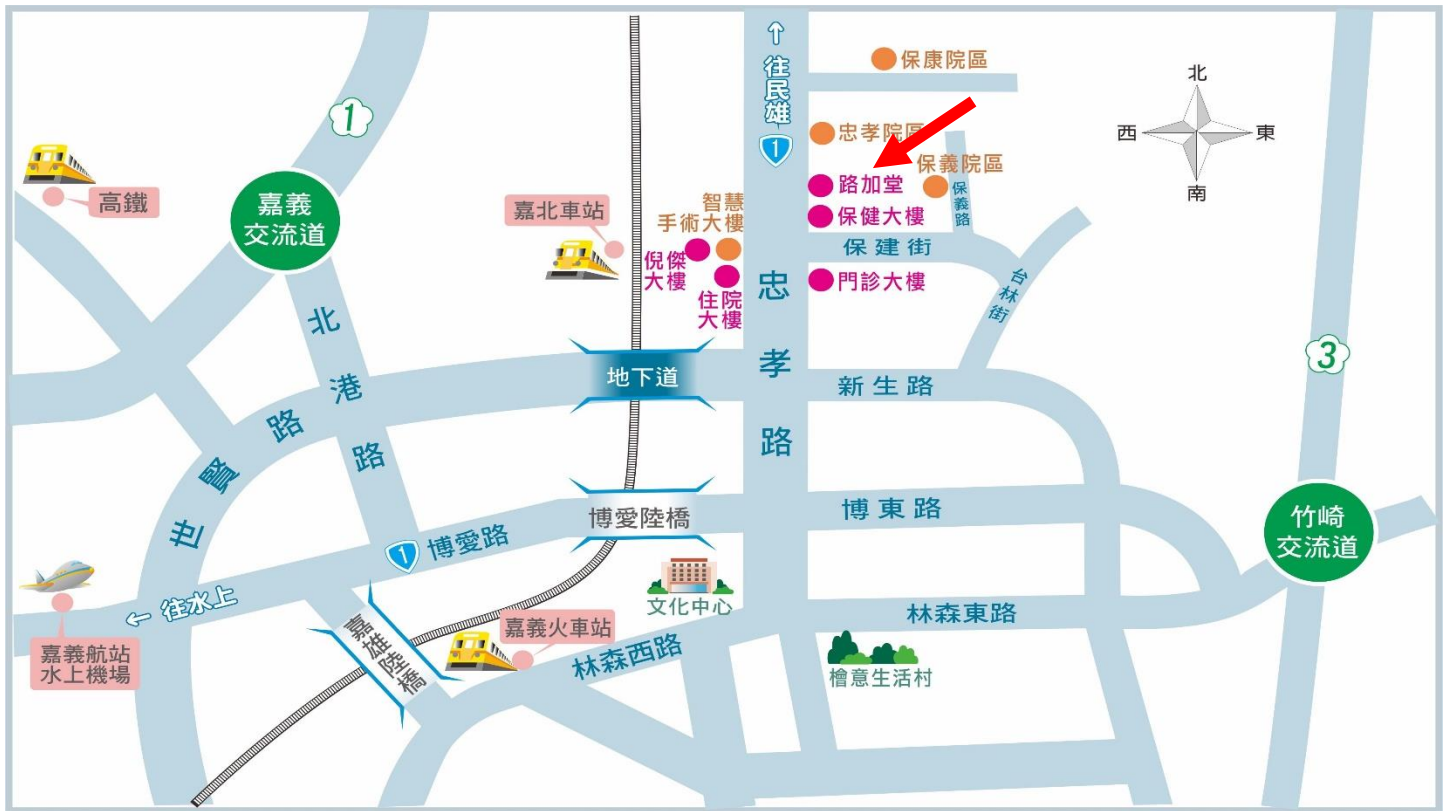 ↑往民雄
1
保康院區
北
西
東
南
1
忠孝院區
保義院區
高鐵
嘉義
交流道
嘉北車站
智慧
手術大樓
路加堂
保義路
保健大樓
倪傑
大樓
住院
大樓
保建街
門診大樓
台林街
忠孝路
北港路
地下道
新生路
3
世賢路
博愛陸橋
博東路
竹崎
交流道
1
博愛路
文化中心
←往水上
嘉義航站
水上機場
嘉雄陸橋
嘉義火車站
林森西路
林森東路
檜意生活村